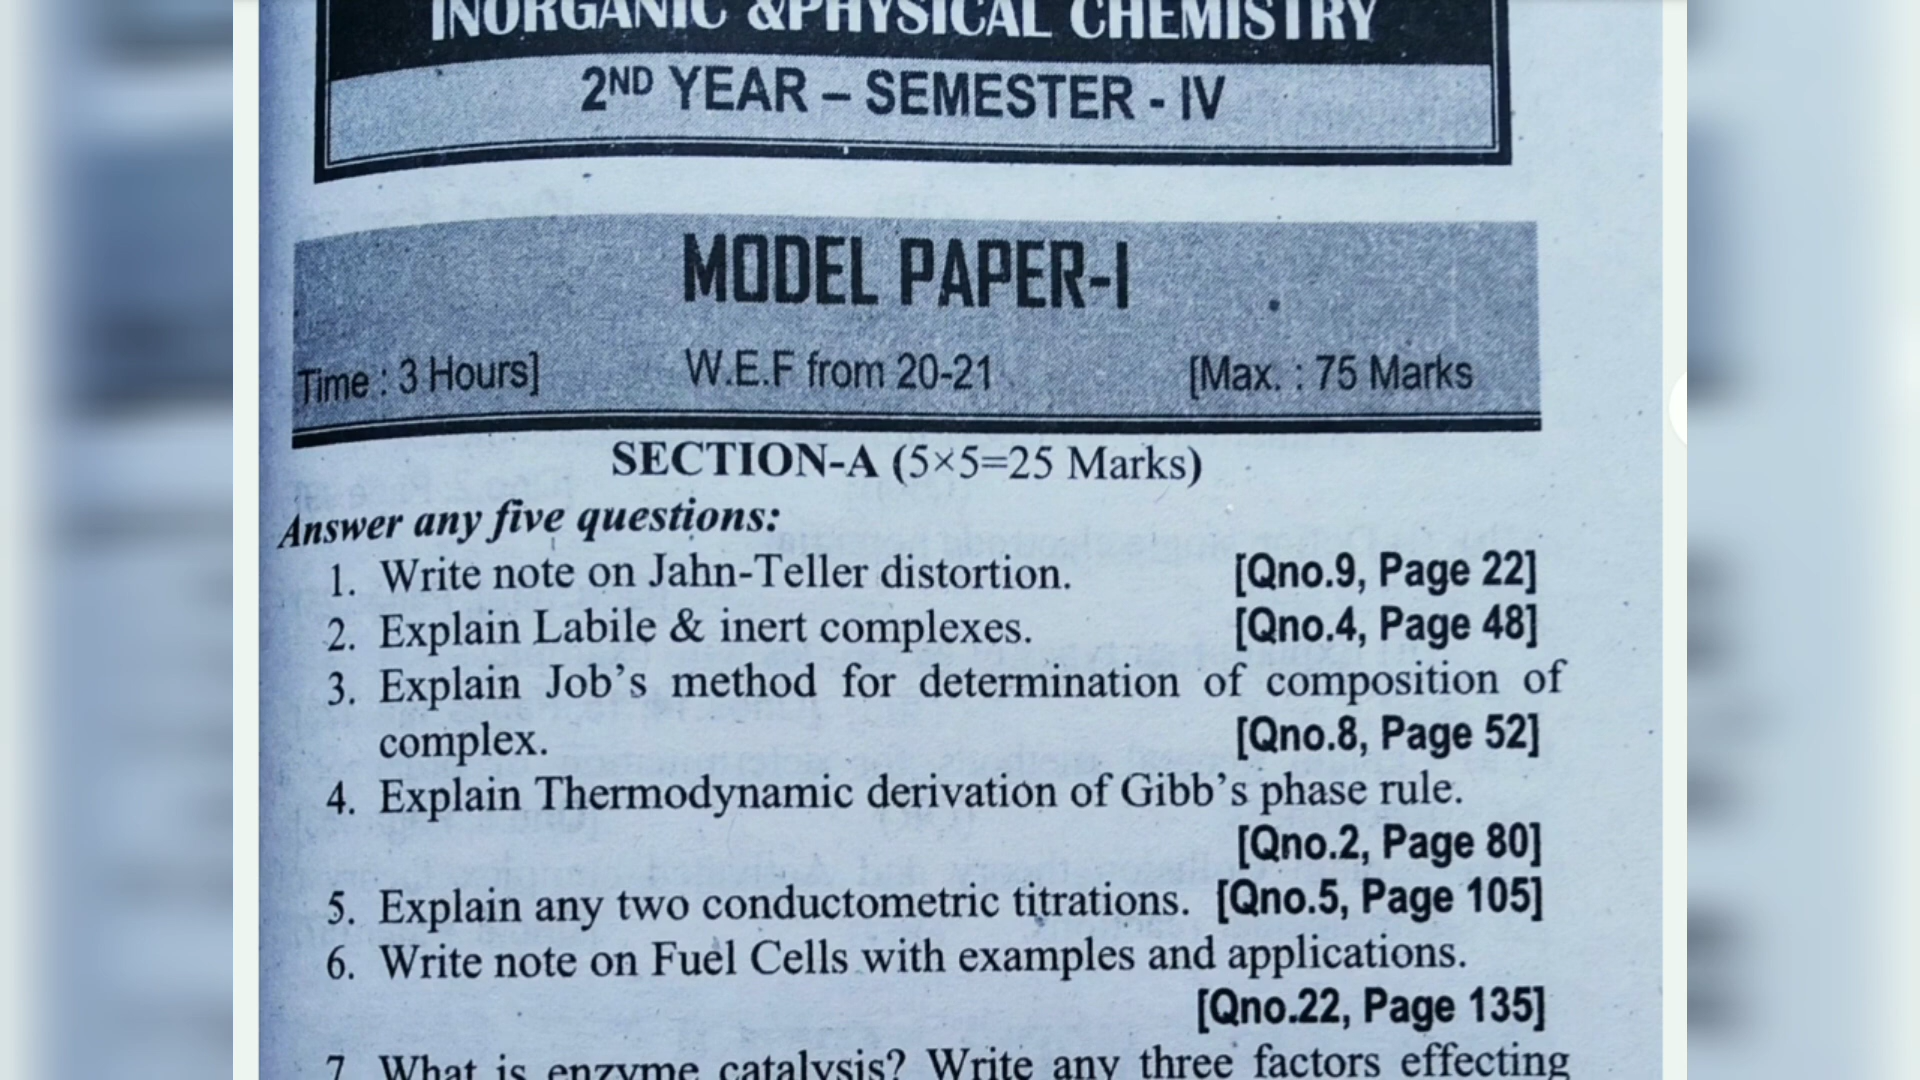 INORGANIC &PHYSICAL CHEMISTRY
2ND YEAR – SEMESTER - IV
MODEL PAPER-I
Time : 3 Hours] W.E.F from 20-21 [Max. : 75 Marks
SECTION-A (5×5=25 Marks)
Answer any five questions:
1. Write note on Jahn-Teller distortion. [Qno.9, Page 22]
2. Explain Labile & inert complexes. [Qno.4, Page 48]
3. Explain Job's method for determination of composition of
complex. [Qno.8, Page 52]
4. Explain Thermodynamic derivation of Gibb's phase rule.
[Qno.2, Page 80]
5. Explain any two conductometric titrations. [Qno.5, Page 105]
6. Write note on Fuel Cells with examples and applications.
[Qno.22, Page 135]
7. What is enzyme catalysis? Write any three factors effecting